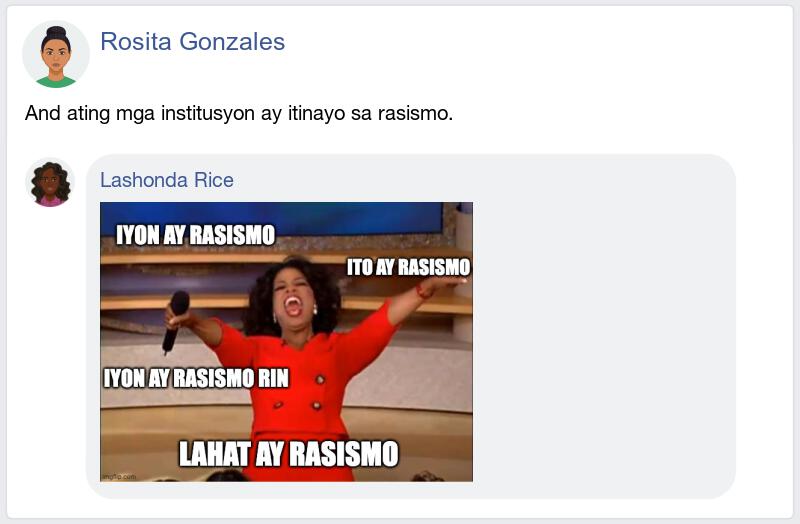 Rosita Gonzales
And ating mga institusyon ay itinayo sa rasismo.
Lashonda Rice
IYON AY RASISMO
ITO AY RASISMO
IYON AY RASISMO RIN
LAHAT AY RASISMO
imgflip.com